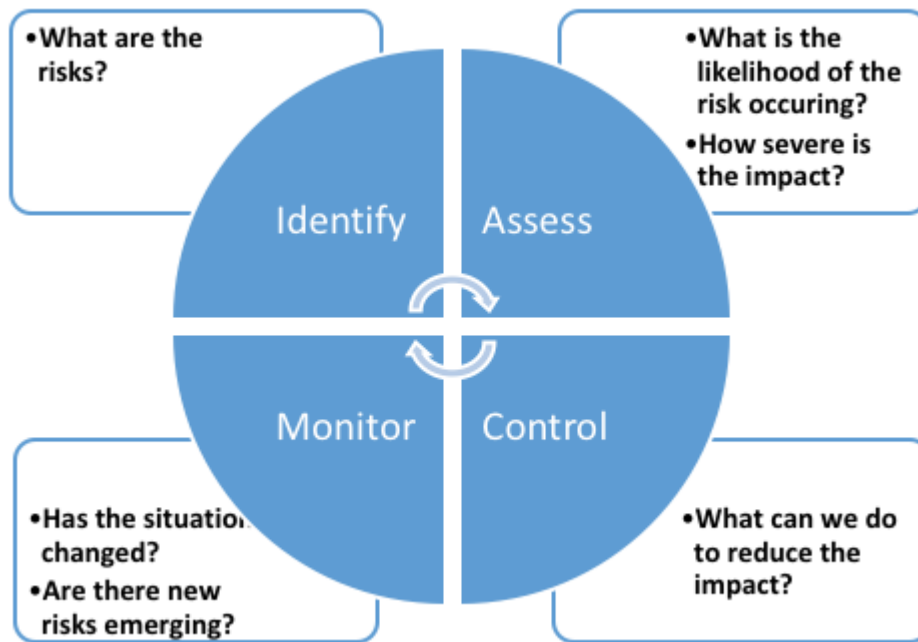 •What are the
risks?
•What is the
likelihood of the
risk occuring?
•How severe is
the impact?
Identify
Assess
Monitor
Control
•Has the situation
changed?
•Are there new
risks emerging?
•What can we do
to reduce the
impact?